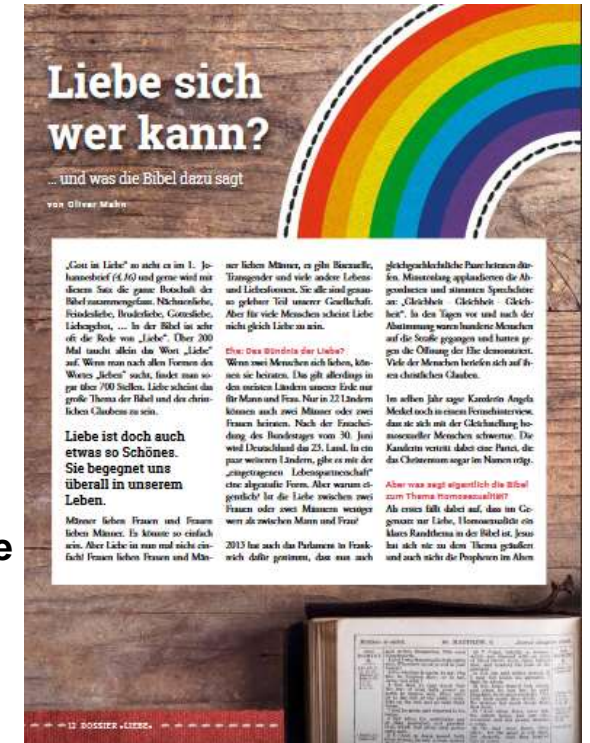 Liebe sich
wer kann?
... und was die Bibel dazu sagt
von Oliver Mahn
„Gott ist Liebe“ so steht es im 1. Jo-
hannesbrief (4,16) und gerne wird mit
diesem Satz die ganze Botschaft der
Bibel zusammengefasst. Nächstenliebe,
Feindesliebe, Bruderliebe, Gottesliebe,
Liebesgebot, … In der Bibel ist sehr
oft die Rede von „Liebe“. Über 200
Mal taucht allein das Wort „Liebe“
auf. Wenn man nach allen Formen des
Wortes „lieben“ sucht, findet man so-
gar über 700 Stellen. Liebe scheint das
große Thema der Bibel und der christ-
lichen Glaubens zu sein.
Liebe ist doch auch
etwas so Schönes.
Sie begegnet uns
überall in unserem
Leben.
Männer lieben Frauen und Frauen
lieben Männer. Es könnte so einfach
sein. Aber Liebe ist nun mal nicht ein-
fach! Frauen lieben Frauen und Män-
ner lieben Männer, es gibt Bisexuelle,
Transgender und viele andere Lebens-
und Liebesformen. Sie alle sind genau-
so gelebter Teil unserer Gesellschaft.
Aber für viele Menschen scheint Liebe
nicht gleich Liebe zu sein.
Ehe: Das Bündnis der Liebe?
Wenn zwei Menschen sich lieben, kön-
nen sie heiraten. Das gilt allerdings in
den meisten Ländern unserer Erde nur
für Mann und Frau. Nur in 22 Ländern
können auch zwei Männer oder zwei
Frauen heiraten. Nach der Entschei-
dung des Bundestages vom 30. Juni
wird Deutschland das 23. Land. In ein
paar weiteren Ländern, gibt es mit der
„eingetragenen Lebenspartnerschaft“
eine abgestufte Form. Aber warum ei-
gentlich? Ist die Liebe zwischen zwei
Frauen oder zwei Männern weniger
wert als zwischen Mann und Frau?
2013 hat auch das Parlament in Frank-
reich dafür gestimmt, dass nun auch
gleichgeschlechtliche Paare heiraten dür-
fen. Minutenlang applaudierten die Ab-
geordneten und stimmten Sprechchöre
an: „Gleichheit - Gleichheit - Gleich-
heit“. In den Tagen vor und nach der
Abstimmung waren hunderte Menschen
auf die Straße gegangen und hatten ge-
gen die Öffnung der Ehe demonstriert.
Viele der Menschen beriefen sich auf ih-
ren christlichen Glauben.
Im selben Jahr sagte Kanzlerin Angela
Merkel noch in einem Fernsehinterview,
dass sie sich mit der Gleichstellung ho-
mosexueller Menschen schwertue. Die
Kanzlerin vertritt dabei eine Partei, die
das Christentum sogar im Namen trägt.
Aber was sagt eigentlich die Bibel
zum Thema Homosexualität?
Als erstes fällt dabei auf, dass im Ge-
gensatz zur Liebe, Homosexualität ein
klares Randthema in der Bibel ist. Jesus
hat sich nie zu dem Thema geäußert
und auch nicht die Propheten im Alten
e
12 DOSSIER „LIEBE“